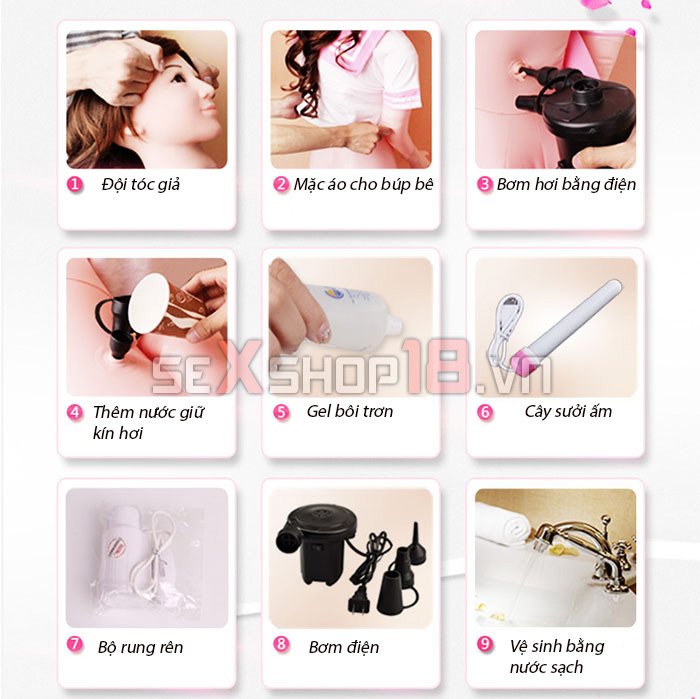 1 Đội tóc giả
2 Mặc áo cho búp bê
3 Bơm hơi bằng điện
4 Thêm nước giữ
kín hơi
5 Gel bôi trơn
6 Cây sưởi ấm
seXshop18.vn
7 Bộ rung rên
8 Bơm điện
9 Vệ sinh bằng
nước sạch